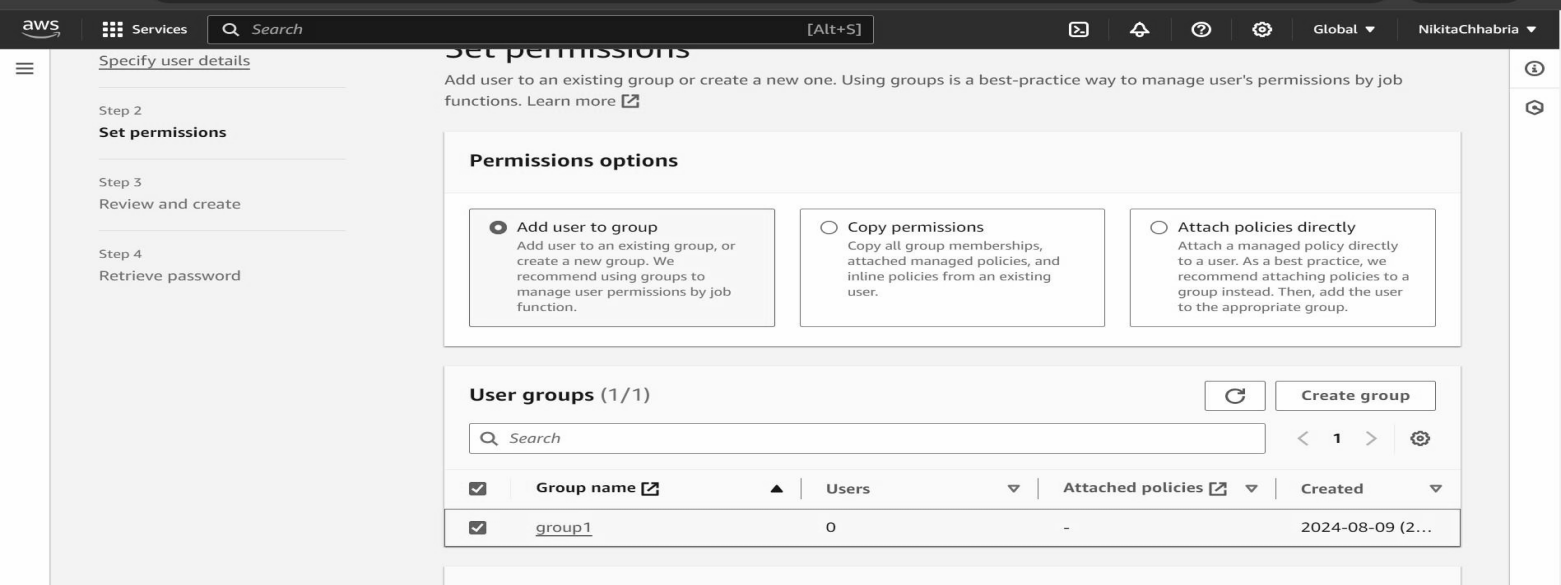 aws
Services
Search
[Alt+S]
Global
NikitaChhabria
Specify user details
Step 2
Set permissions
Step 3
Review and create
Step 4
Retrieve password
Set permissions
Add user to an existing group or create a new one. Using groups is a best-practice way to manage user's permissions by job
functions. Learn more
Permissions options
Add user to group
Add user to an existing group, or
create a new group. We
recommend using groups to
manage user permissions by job
function.
Copy permissions
Copy all group memberships,
attached managed policies, and
inline policies from an existing
user.
Attach policies directly
Attach a managed policy directly
to a user. As a best practice, we
recommend attaching policies to a
group instead. Then, add the user
to the appropriate group.
User groups (1/1)
Create group
Search
1
Group name
Users
Attached policies
Created
group1
0
-
2024-08-09 (2...